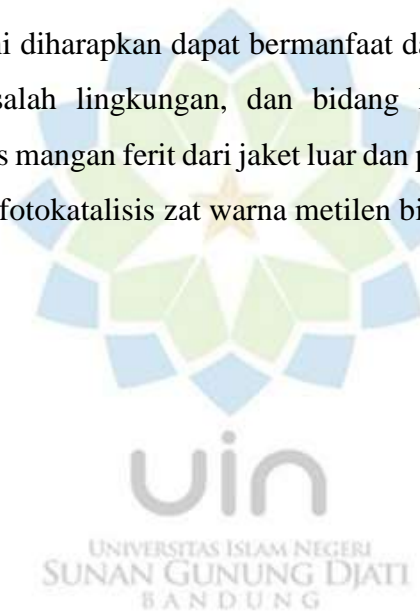 ni diharapkan dapat bermanfaat da
salah lingkungan, dan bidang
s mangan ferit dari jaket luar dan p
fotokatalisis zat warna metilen bi
uin
UNIVERSITAS ISLAM NEGERI
SUNAN GUNUNG DJATI
BANDUNG